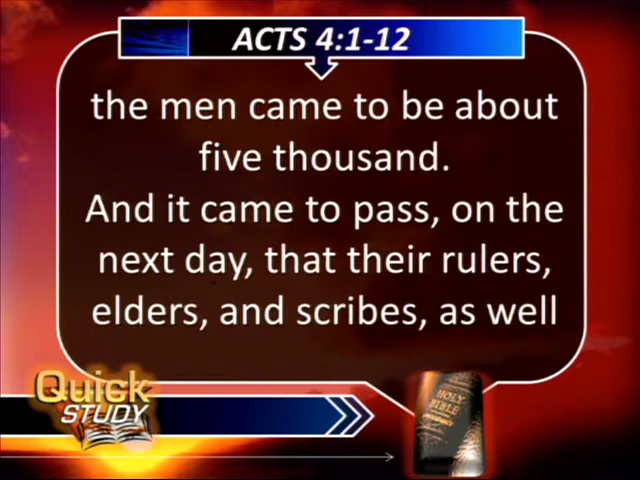 ACTS 4:1-12
the men came to be about
five thousand.
And it came to pass, on the
next day, that their rulers,
elders, and scribes, as well
Quick
STUDY
HOLY
BIBLE